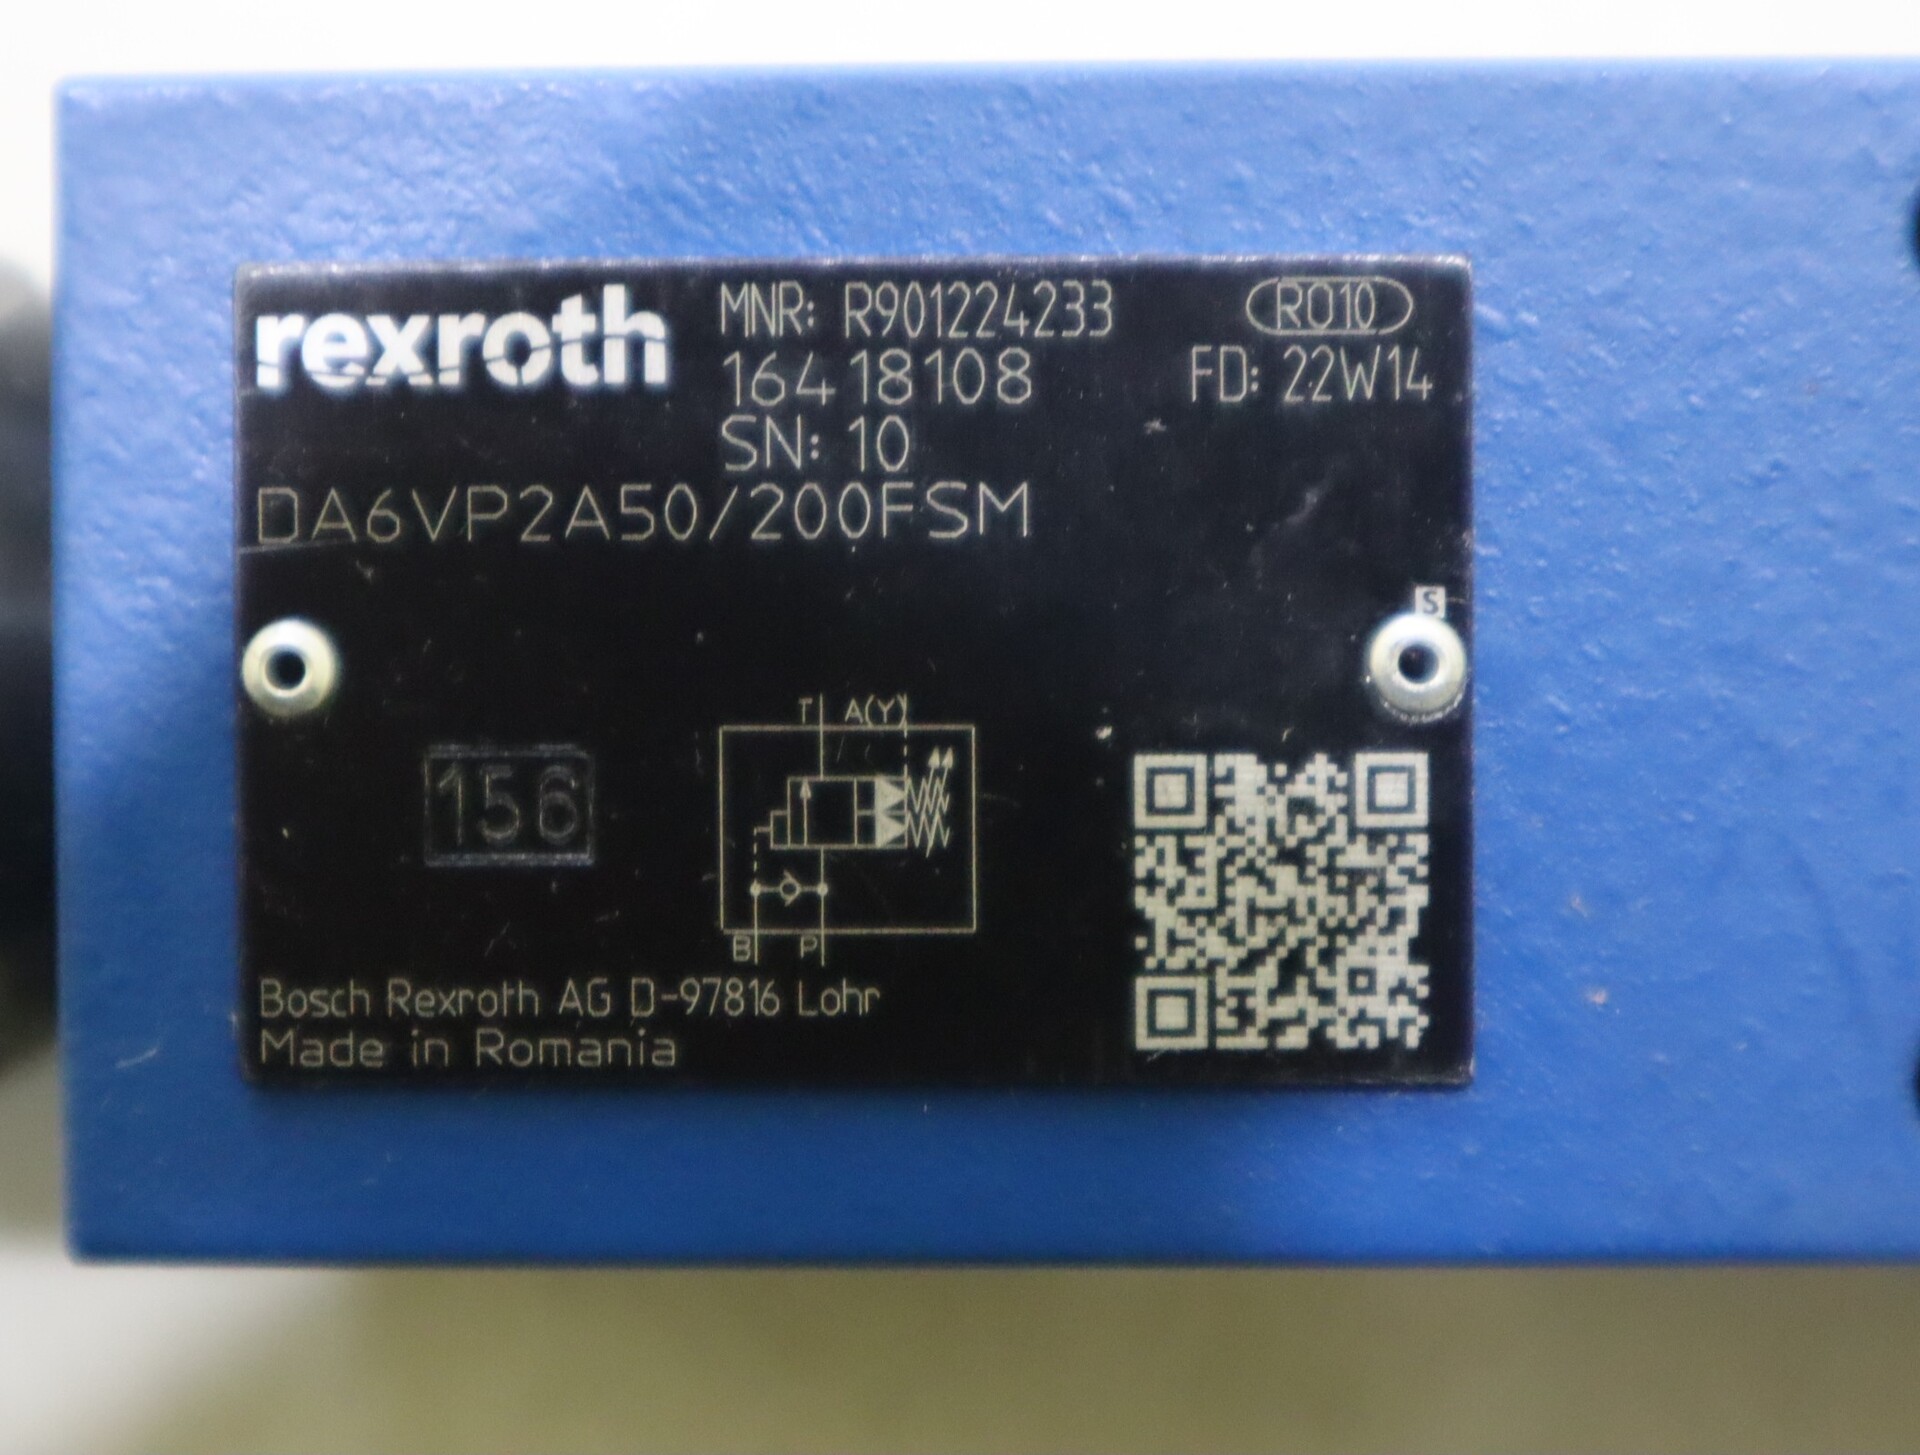 rexroth
MNR: R901224233
RO10
16418108
FD: 22W14
SN: 10
DA6VP2A50/200FSM
S
T A(Y)
156
B P
Bosch Rexroth AG D-97816 Lohr
Made in Romania